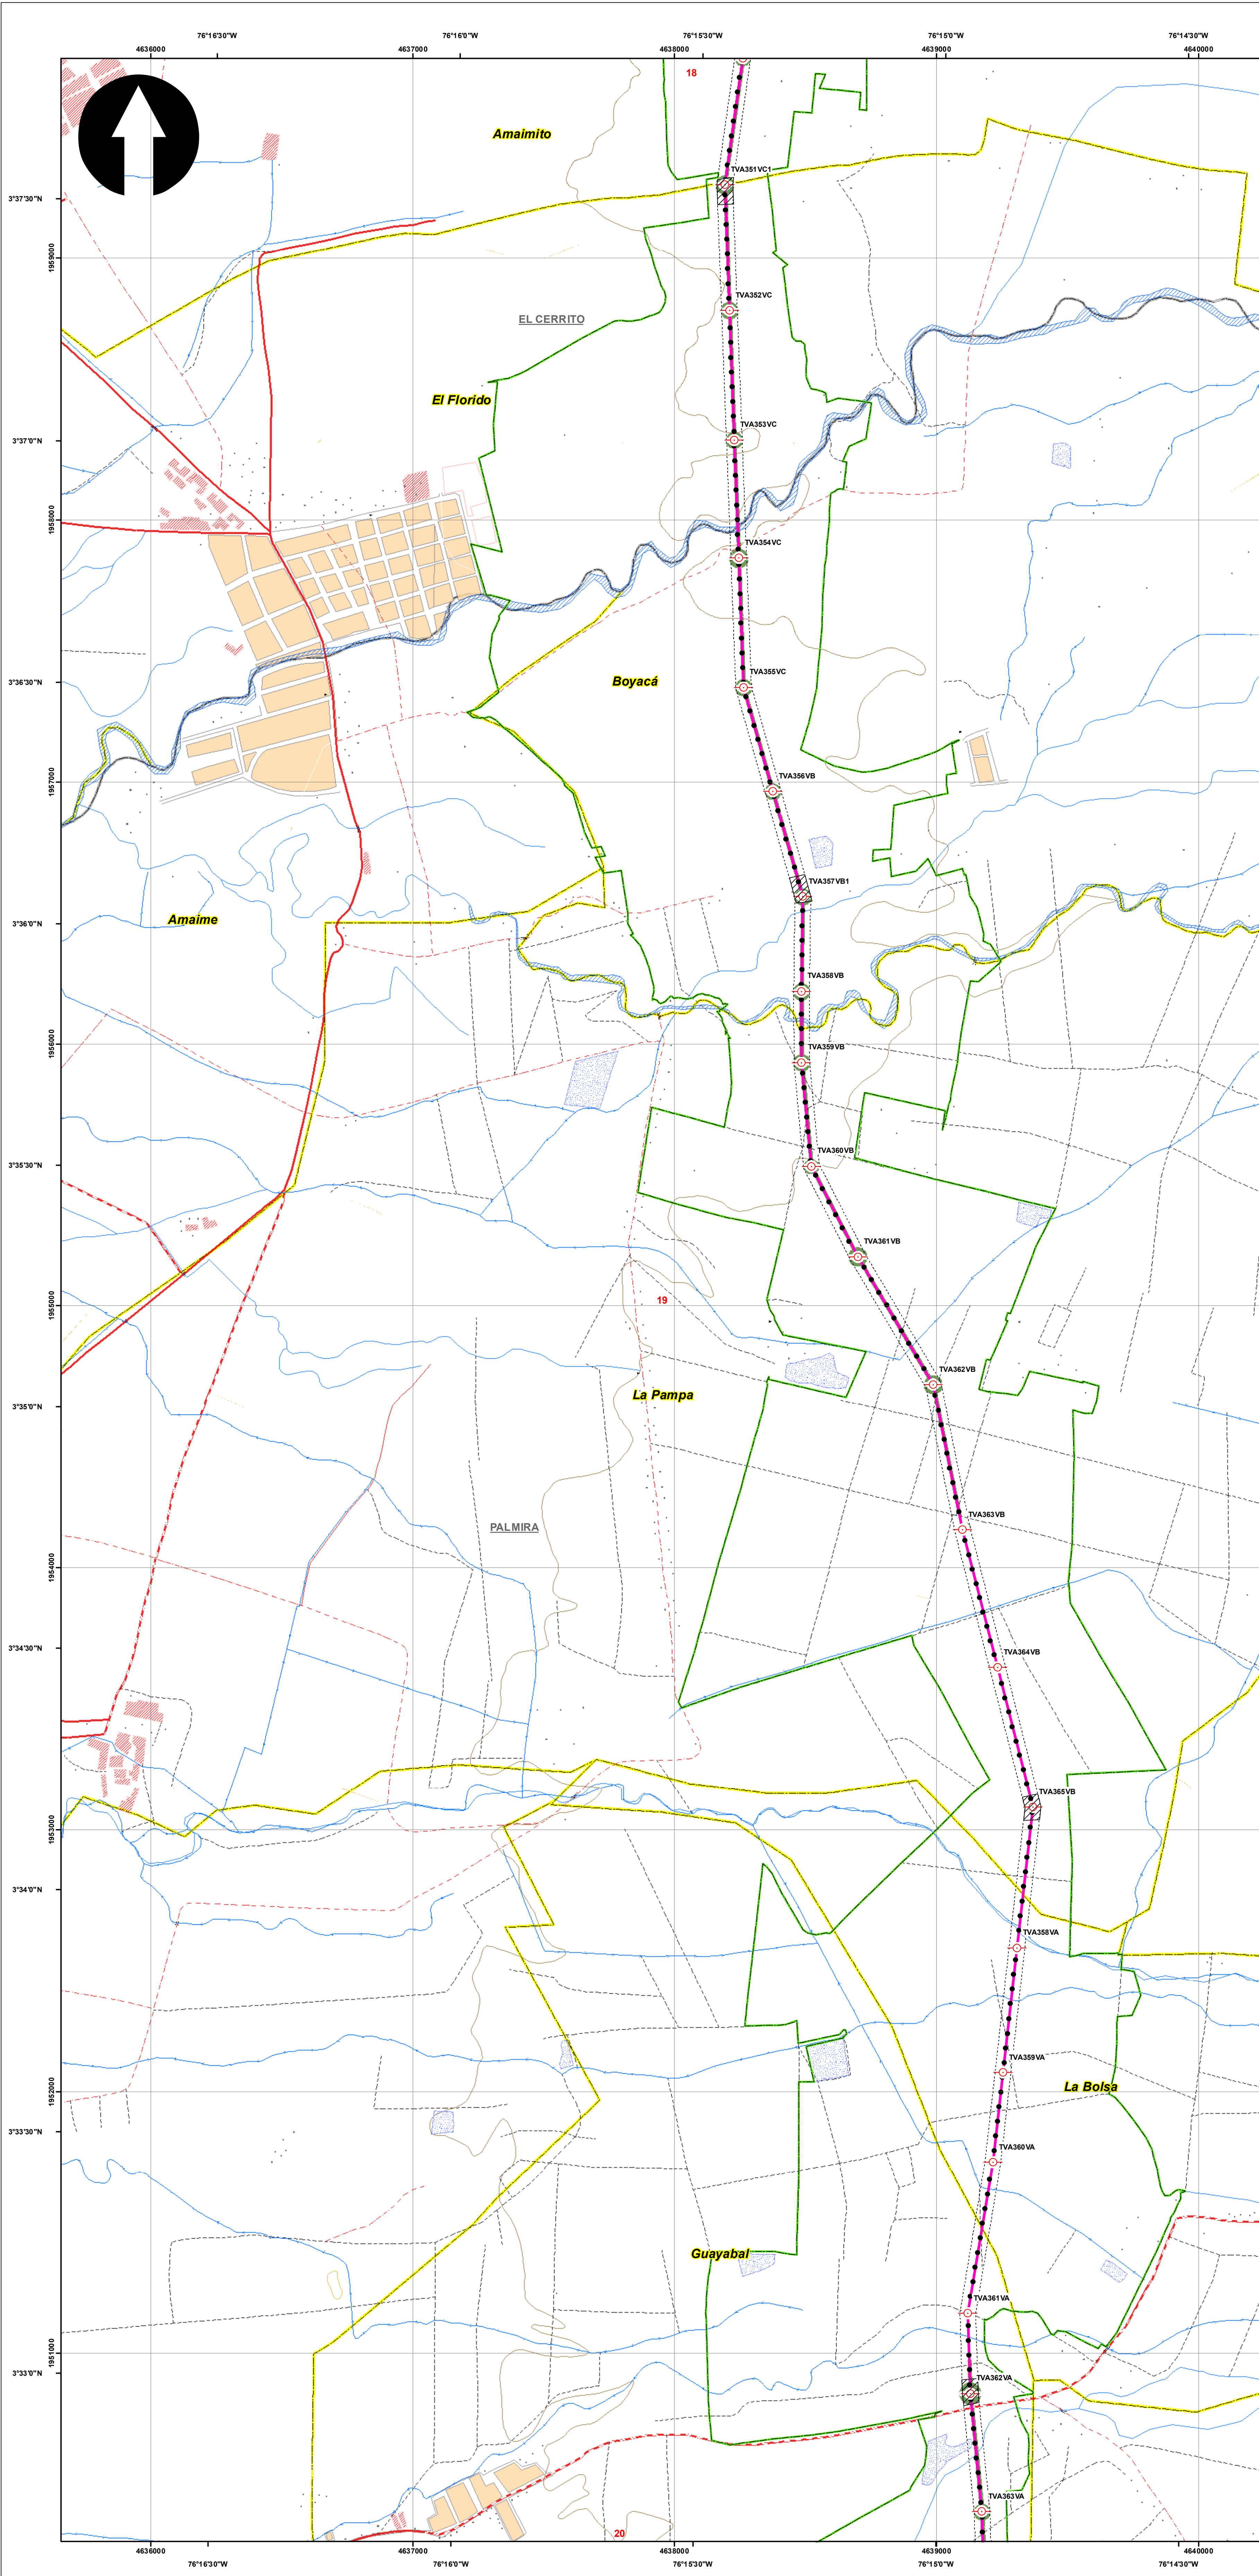 76°16'30"W 76°16'0"W 76°15'30"W 76°15'0"W 76°14'30"W
4636000 4637000 4638000 4639000 4640000
18
Amaimito
TVA351VC1
3°37'30"N
1959000
TVA352VC
EL CERRITO
El Florido
TVA353VC
3°37'0"N
1958000
TVA354VC
Boyacá
3°36'30"N
TVA355VC
1957000
TVA356VB
TVA357VB1
Amaime
3°36'0"N
TVA358VB
1956000
TVA359VB
TVA360VB
3°35'30"N
TVA361VB
19
1955000
TVA362VB
La Pampa
3°35'0"N
TVA363VB
PALMIRA
1954000
3°34'30"N
TVA364VB
TVA365VB
1953000
3°34'0"N
TVA358VA
TVA359VA
La Bolsa
1952000
3°33'30"N
TVA360VA
Guayabal
TVA361VA
1951000
3°33'0"N
TVA362VA
TVA363VA
20
4636000 4637000 4638000 4639000 4640000
76°16'30"W 76°16'0"W 76°15'30"W 76°15'0"W 76°14'30"W